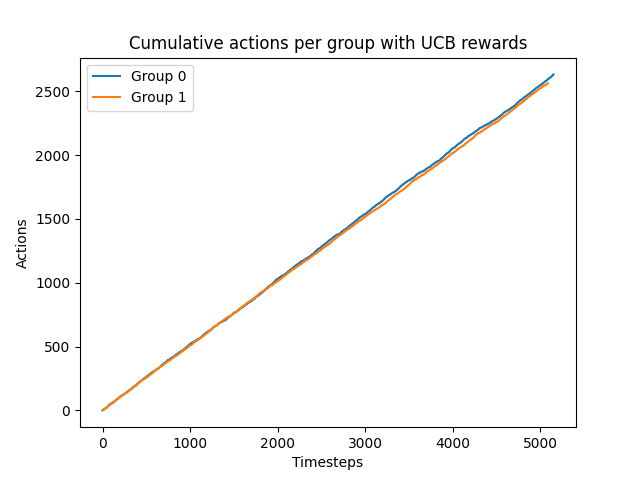 Cumulative actions per group with UCB rewards
Group 0
Group 1
Actions
2500
2000
1500
1000
500
0
0 1000 2000 3000 4000 5000
Timesteps